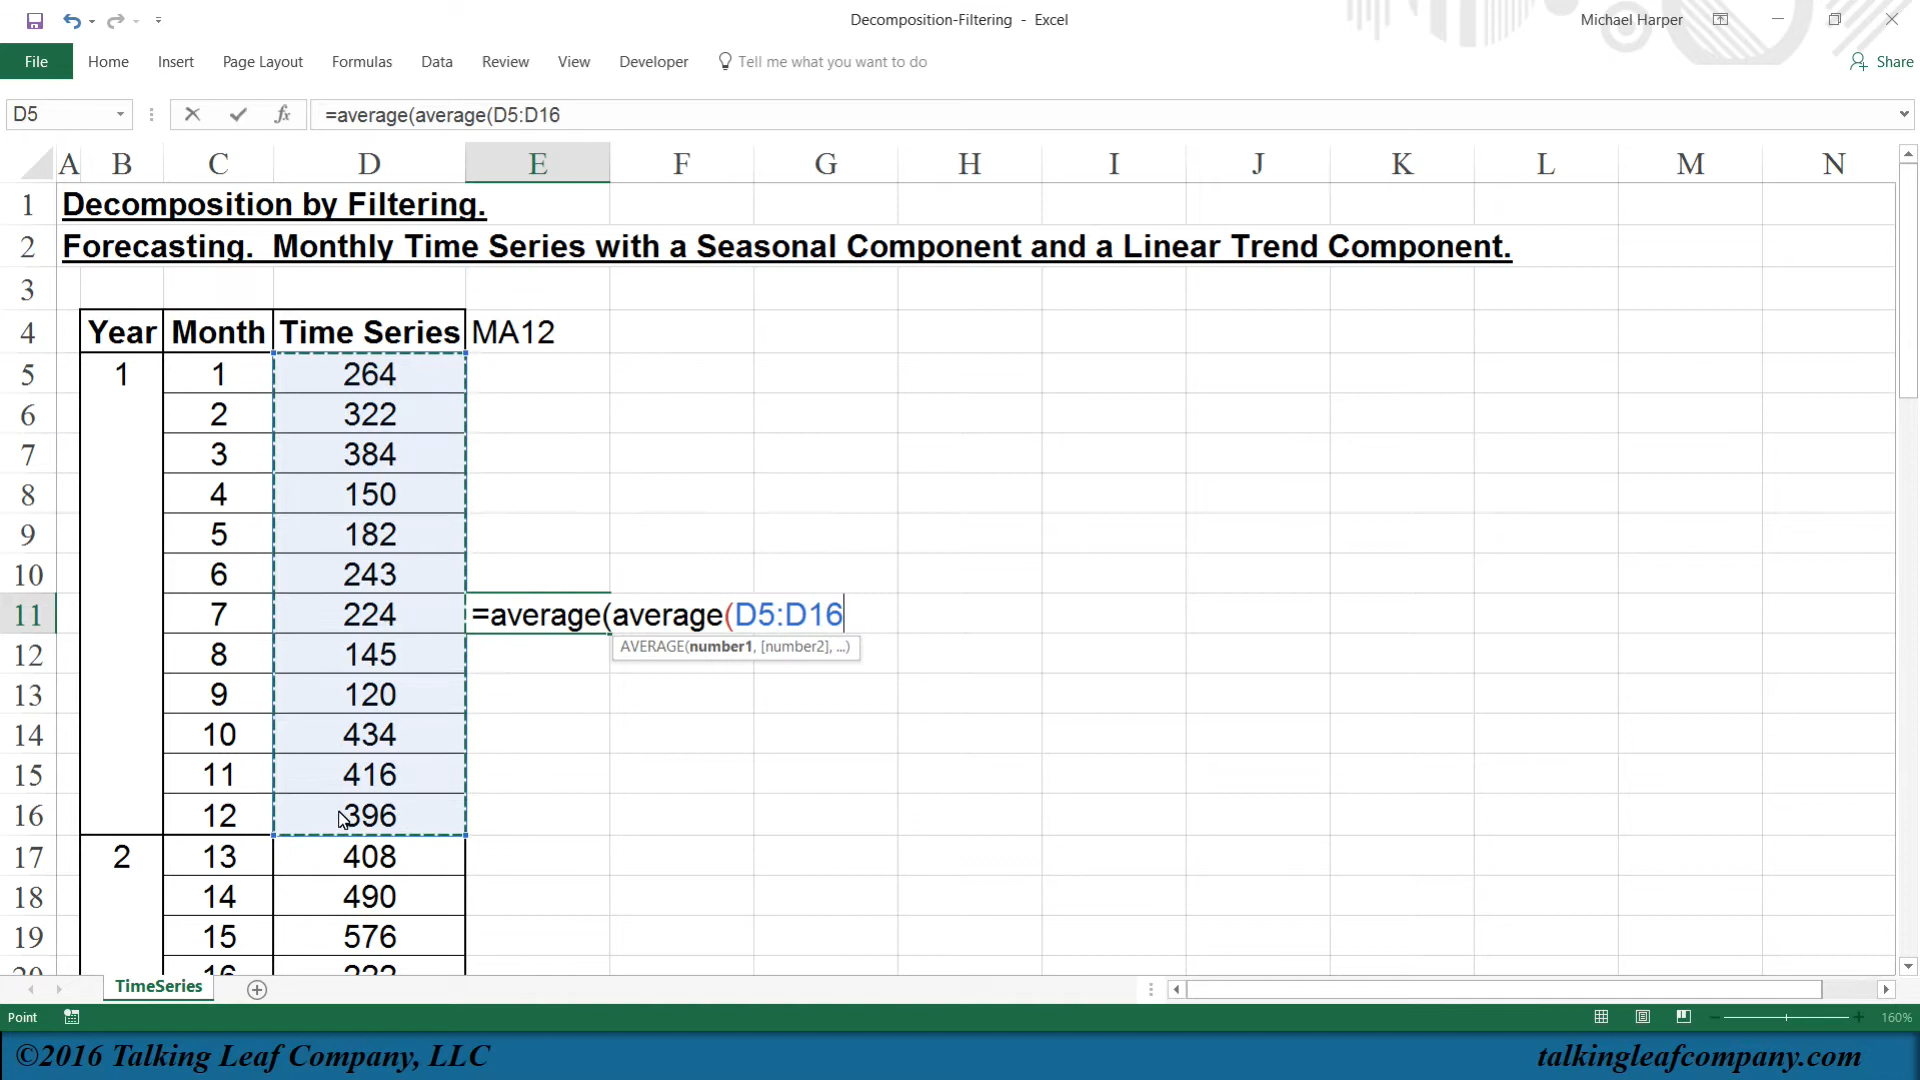 Decomposition-Filtering - Excel
Michael Harper
File Home Insert Page Layout Formulas Data Review View Developer Tell me what you want to do Share
D5 fx =average(average(D5:D16
A B C D E F G H I J K L M N
1 Decomposition by Filtering.
2 Forecasting. Monthly Time Series with a Seasonal Component and a Linear Trend Component.
3
4 Year Month Time Series MA12
5 1 1 264
6 2 322
7 3 384
8 4 150
9 5 182
10 6 243
11 7 224 =average(average(D5:D16
AVERAGE(number1, [number2], ...)
12 8 145
13 9 120
14 10 434
15 11 416
16 12 396
17 2 13 408
18 14 490
19 15 576
TimeSeries
Point 160%
©2016 Talking Leaf Company, LLC talkingleafcompany.com